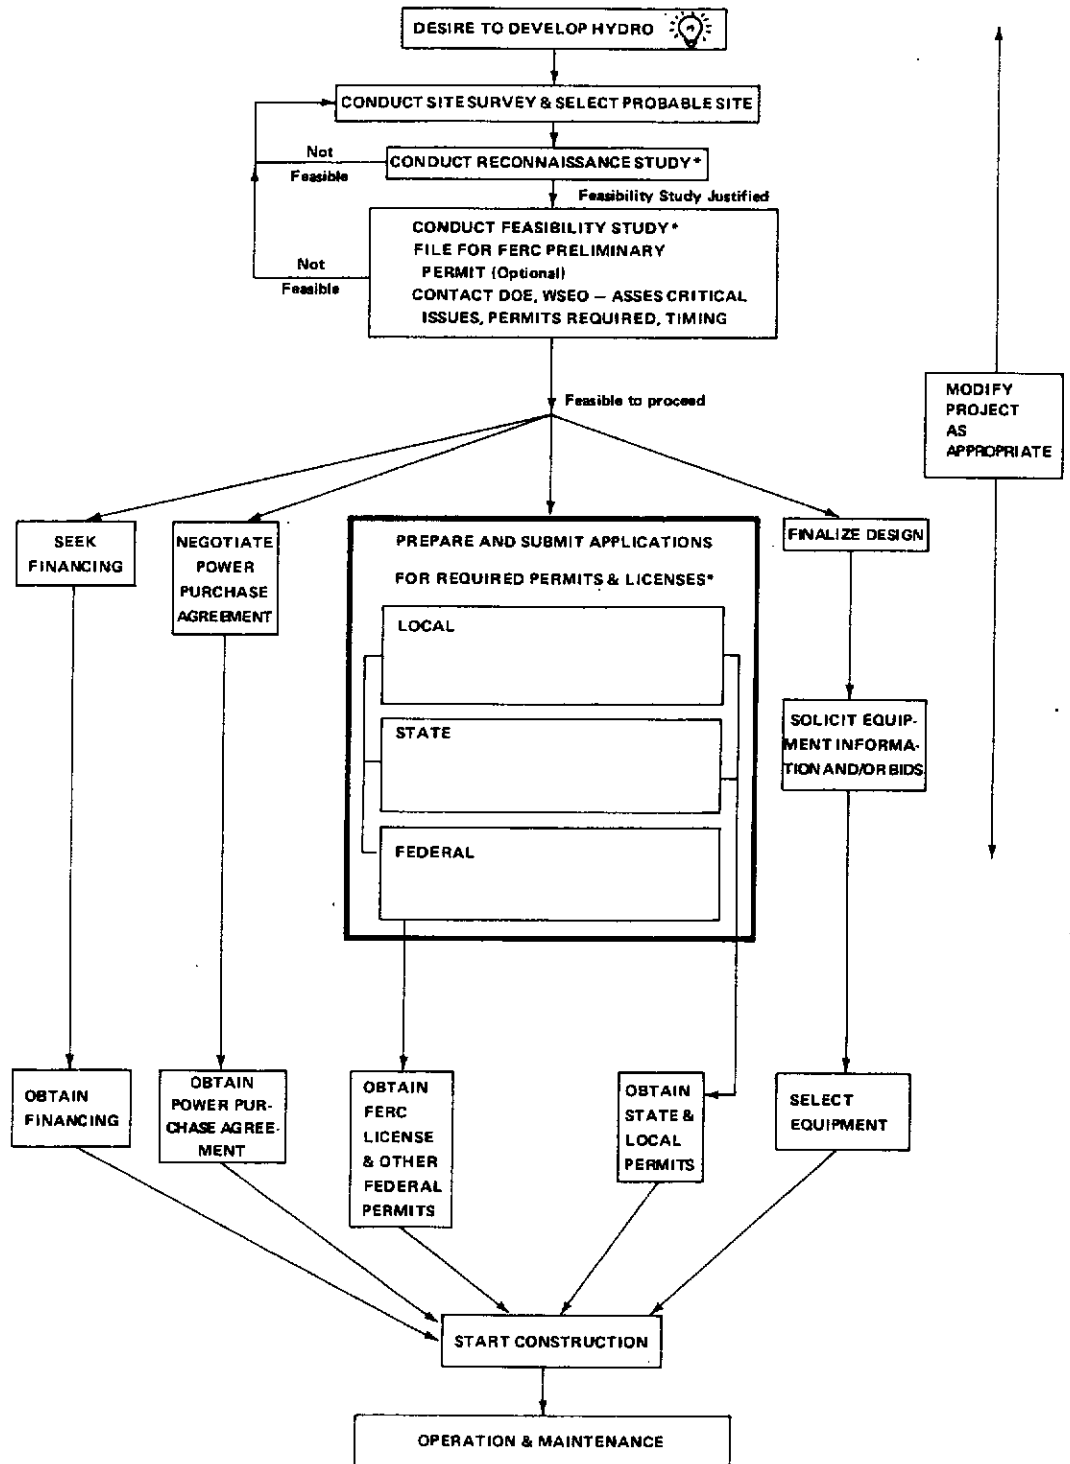 DESIRE TO DEVELOP HYDRO
CONDUCT SITE SURVEY & SELECT PROBABLE SITE
Not
Feasible
CONDUCT RECONNAISSANCE STUDY*
Feasibility Study Justified
CONDUCT FEASIBILITY STUDY*
FILE FOR FERC PRELIMINARY
PERMIT (Optional)
CONTACT DOE, WSEO – ASSES CRITICAL
ISSUES, PERMITS REQUIRED, TIMING
Not
Feasible
Feasible to proceed
MODIFY
PROJECT
AS
APPROPRIATE
SEEK
FINANCING
NEGOTIATE
POWER
PURCHASE
AGREEMENT
PREPARE AND SUBMIT APPLICATIONS
FOR REQUIRED PERMITS & LICENSES*
LOCAL
STATE
FEDERAL
FINALIZE DESIGN
SOLICIT EQUIP-
MENT INFORMA-
TION AND/OR BIDS
OBTAIN
FINANCING
OBTAIN
POWER PUR-
CHASE AGREE-
MENT
OBTAIN
FERC
LICENSE
& OTHER
FEDERAL
PERMITS
OBTAIN
STATE &
LOCAL
PERMITS
SELECT
EQUIPMENT
START CONSTRUCTION
OPERATION & MAINTENANCE